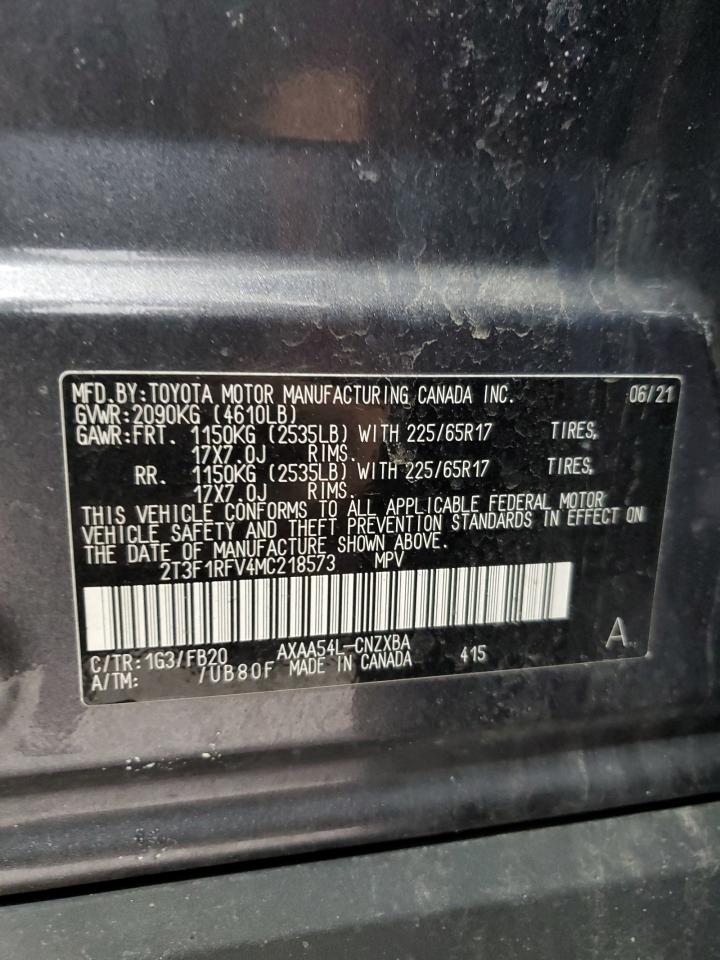 MFD.BY:TOYOTA MOTOR MANUFACTURING CANADA INC. 06/21
GVWR:2090KG (4610LB)
GAWR:FRT. 1150KG (2535LB) WITH 225/65R17 TIRES,
17X7.0J RIMS.
RR. 1150KG (2535LB) WITH 225/65R17 TIRES,
17X7.0J RIMS.
THIS VEHICLE CONFORMS TO ALL APPLICABLE FEDERAL MOTOR
VEHICLE SAFETY AND THEFT PREVENTION STANDARDS IN EFFECT ON
THE DATE OF MANUFACTURE SHOWN ABOVE.
2T3F1RFV4MC218573 MPV
C/TR:1G3/FB20 AXAA54L-CNZXBA 415 A
A/TM: /UB80F MADE IN CANADA